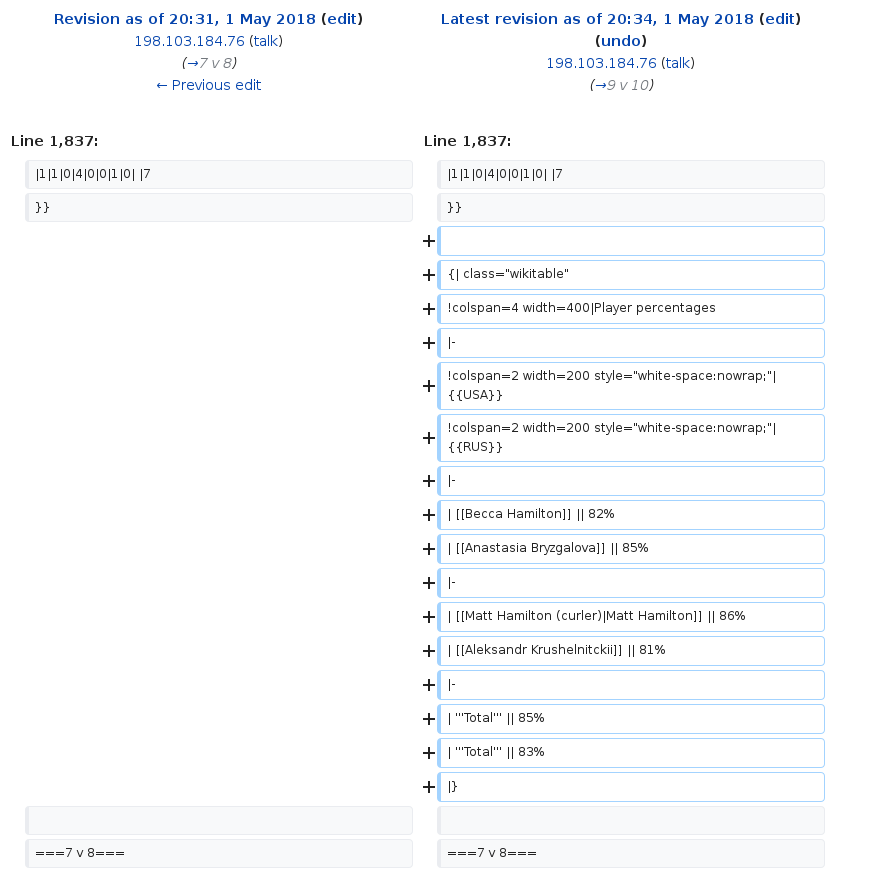 Revision as of 20:31, 1 May 2018 (edit)
198.103.184.76 (talk)
(→7 v 8)
← Previous edit
Latest revision as of 20:34, 1 May 2018 (edit)
(undo)
198.103.184.76 (talk)
(→9 v 10)
Line 1,837:
Line 1,837:
|1|1|0|4|0|0|1|0| |7
|1|1|0|4|0|0|1|0| |7
}}
}}
+
+ {| class="wikitable"
+ !colspan=4 width=400|Player percentages
+ |-
+ !colspan=2 width=200 style="white-space:nowrap;"|
{{USA}}
+ !colspan=2 width=200 style="white-space:nowrap;"|
{{RUS}}
+ |-
+ | [[Becca Hamilton]] || 82%
+ | [[Anastasia Bryzgalova]] || 85%
+ |-
+ | [[Matt Hamilton (curler)|Matt Hamilton]] || 86%
+ | [[Aleksandr Krushelnitckii]] || 81%
+ |-
+ | '''Total''' || 85%
+ | '''Total''' || 83%
+ |}
===7 v 8===
===7 v 8===